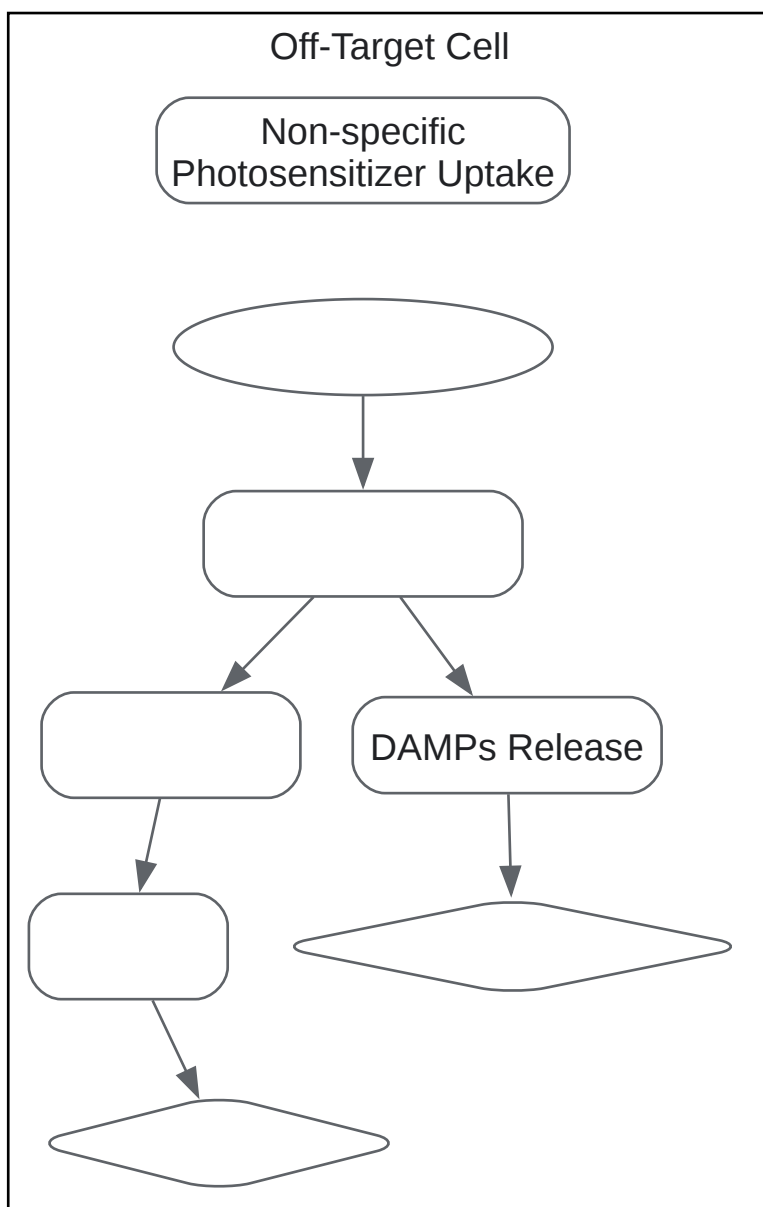 Off-Target Cell
Non-specific
Photosensitizer Uptake
DAMPs Release